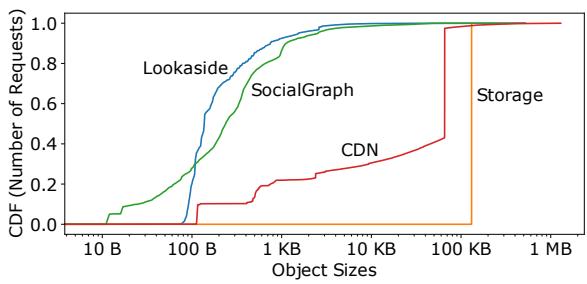 1.0
0.8
0.6
0.4
0.2
0.0
CDF (Number of Requests)
Lookaside
SocialGraph
Storage
CDN
10 B 100 B 1 KB 10 KB 100 KB 1 MB
Object Sizes